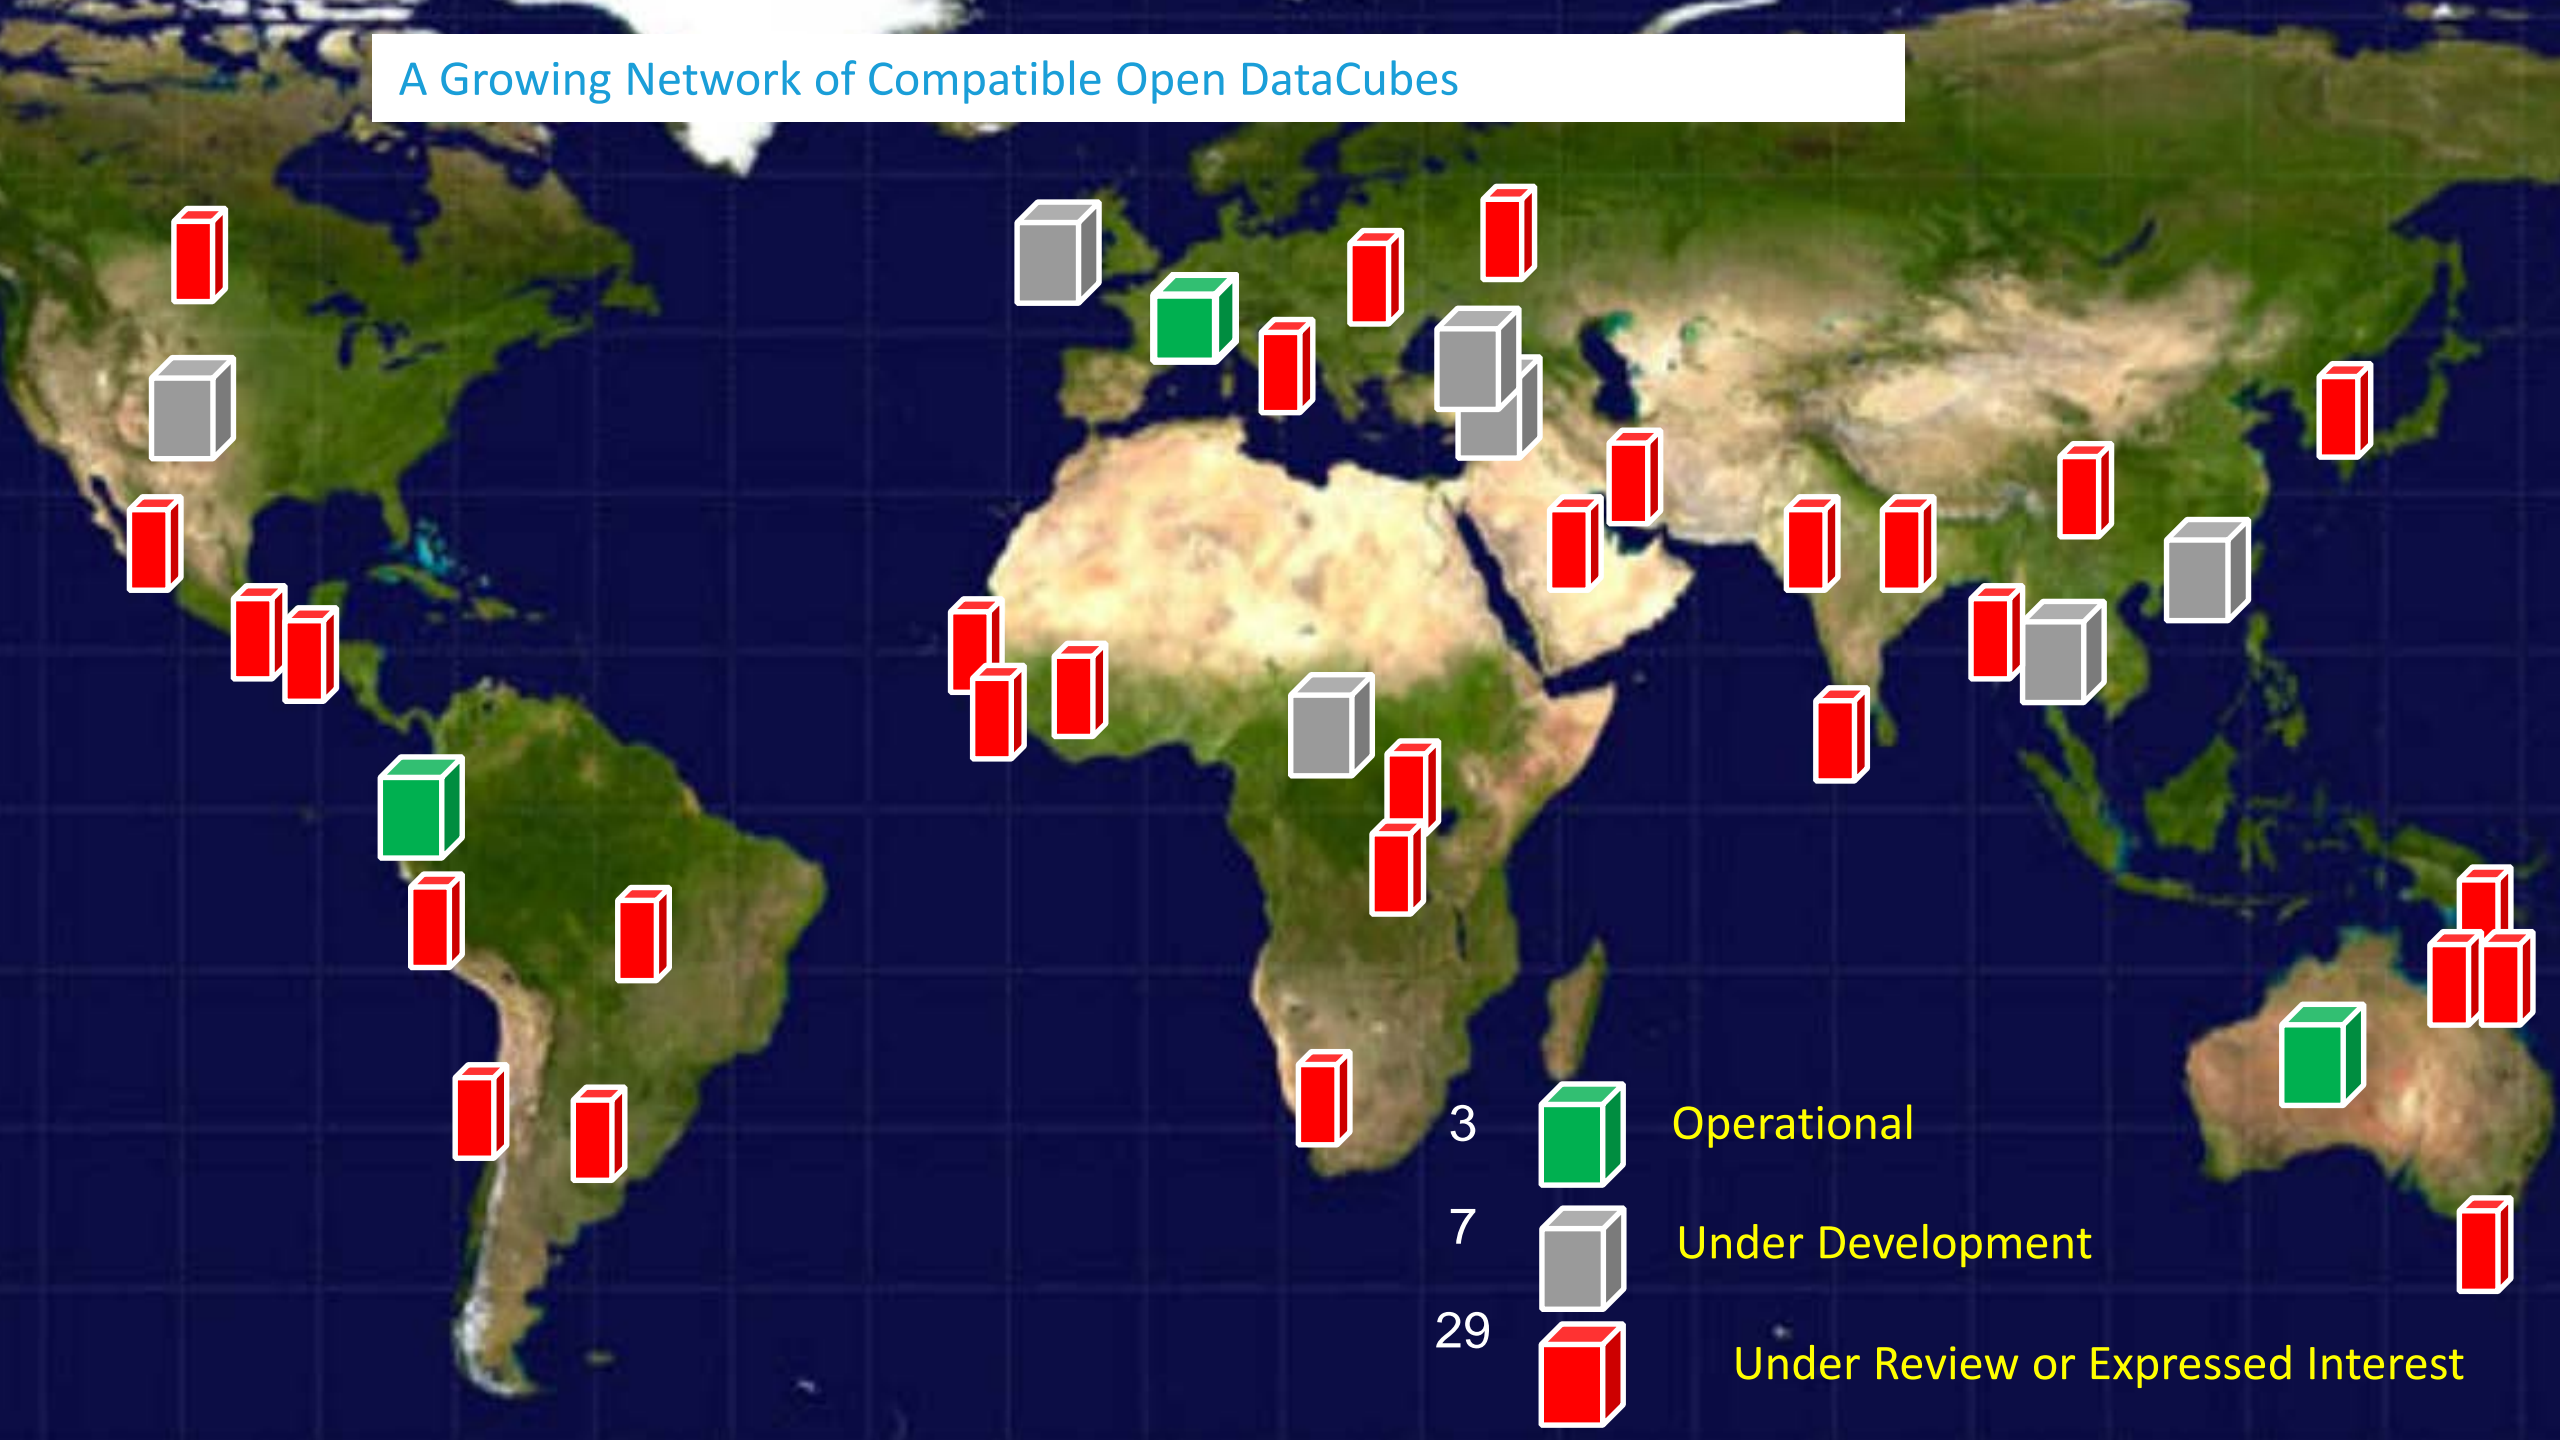 A Growing Network of Compatible Open DataCubes
3 Operational
7 Under Development
29 Under Review or Expressed Interest